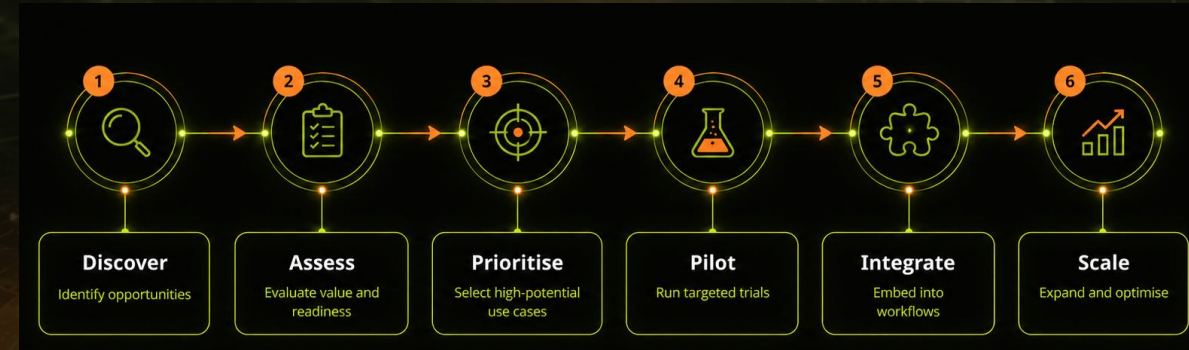 1
2
3
4
5
6
Discover
Identify opportunities
Assess
Evaluate value and
readiness
Prioritise
Select high-potential
use cases
Pilot
Run targeted trials
Integrate
Embed into
workflows
Scale
Expand and optimise